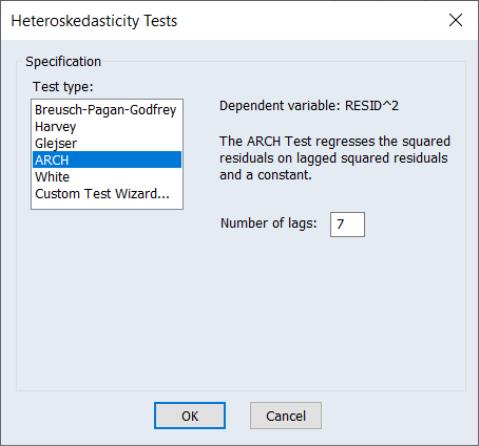 Heteroskedasticity Tests
Specification
Test type:
Breusch-Pagan-Godfrey
Harvey
Glejser
ARCH
White
Custom Test Wizard...
Dependent variable: RESID^2
The ARCH Test regresses the squared
residuals on lagged squared residuals
and a constant.
Number of lags: 7
OK
Cancel